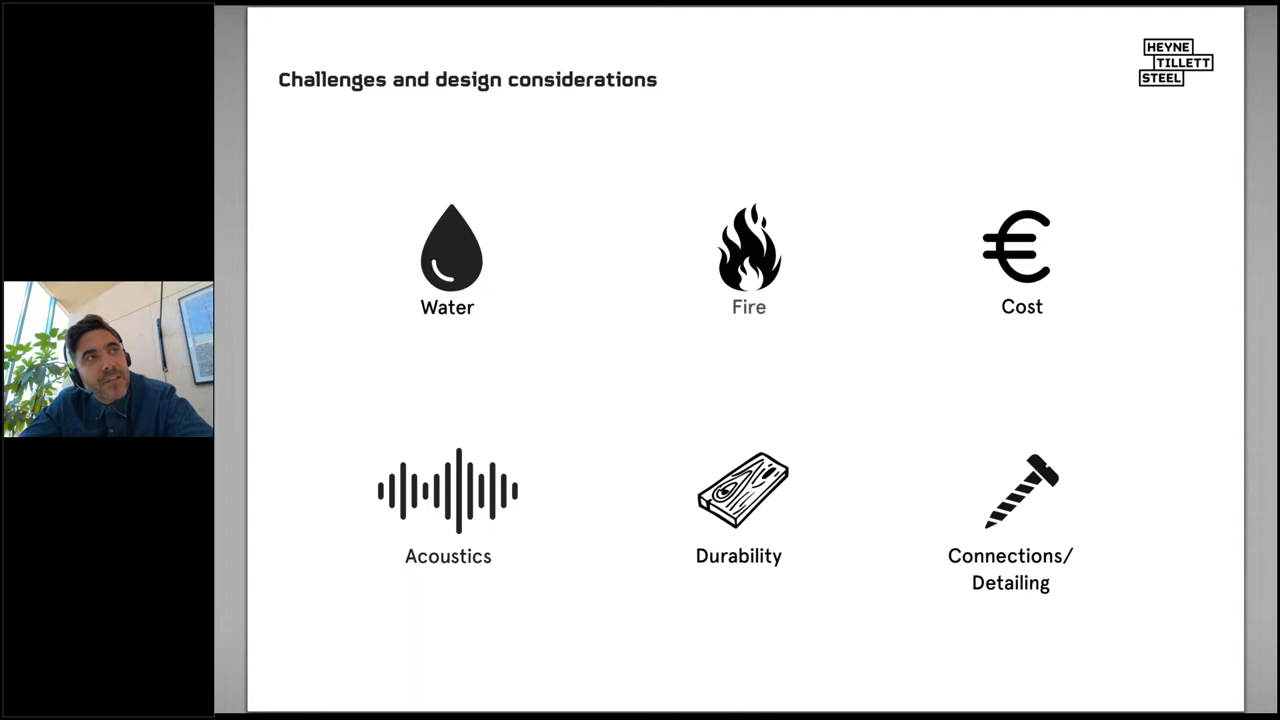 Challenges and design considerations
HEYNE
TILLETT
STEEL
Water
Fire
Cost
Acoustics
Durability
Connections/
Detailing